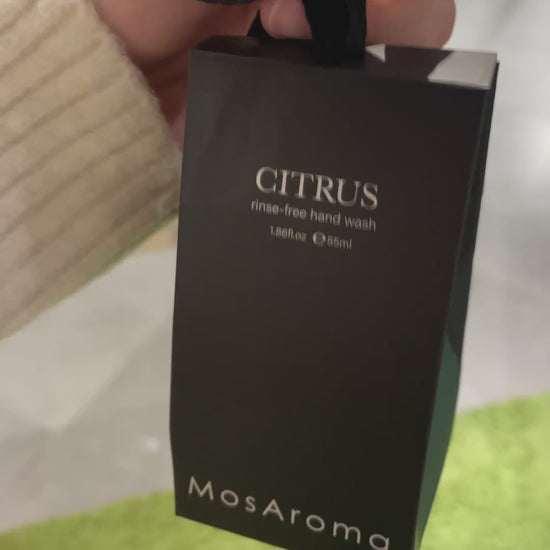 CITRUS
rinse-free hand wash
1.86fl.oz ℮55ml
MosAroma